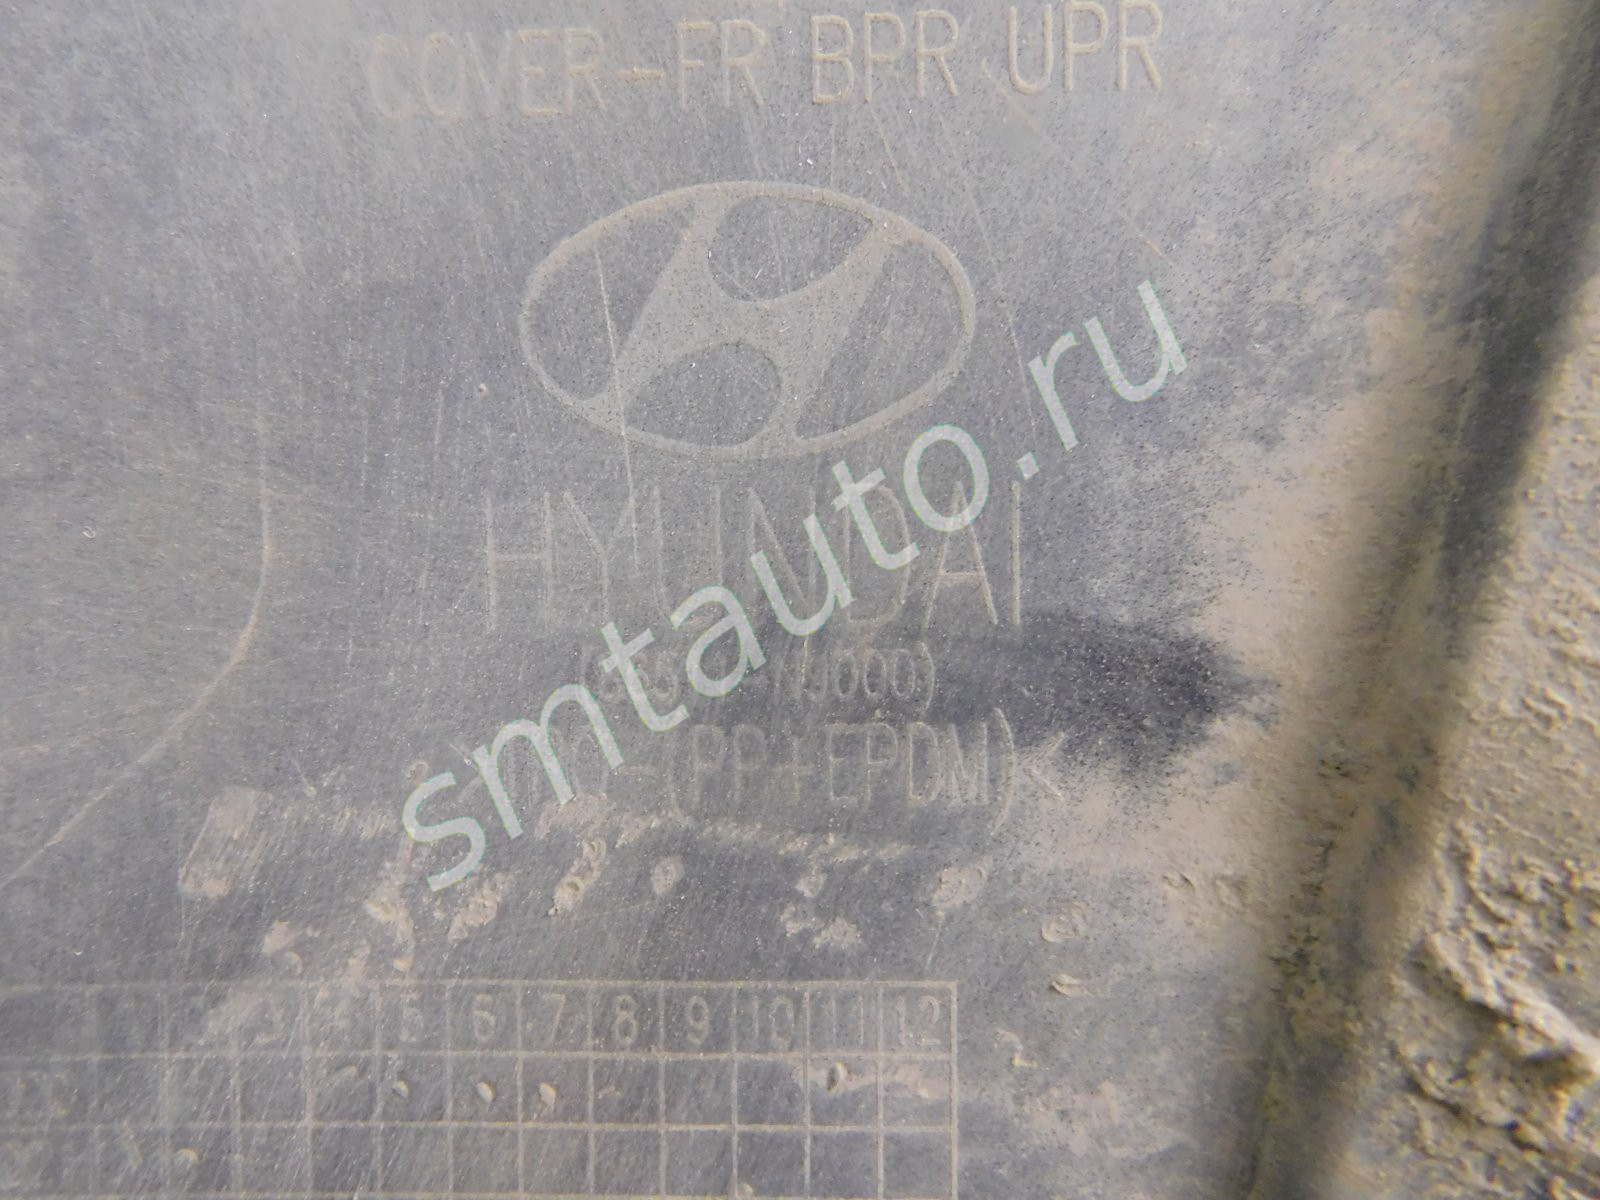 COVER-FR BPR UPR
HYUNDAI
-(PP+EPDM)<
5 6 7 8 9 10 11 12
smtauto.ru